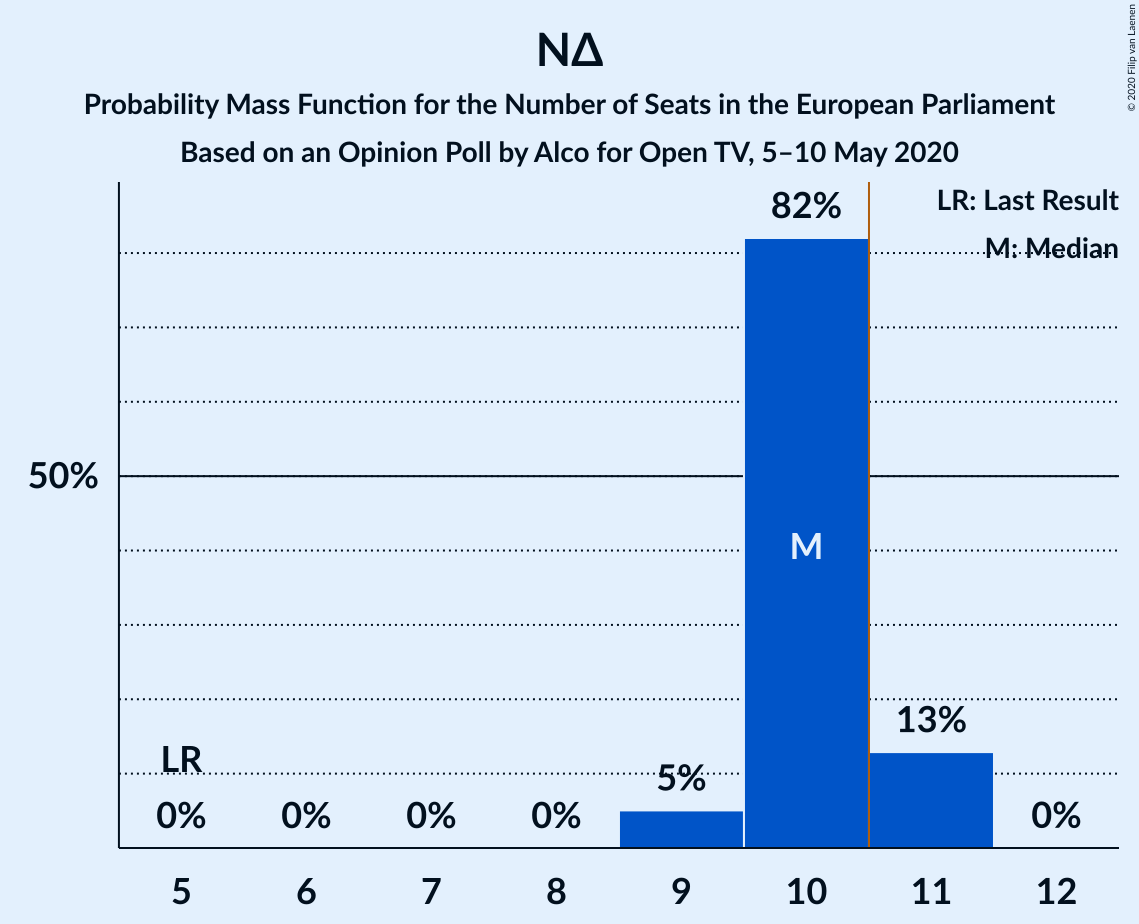 © 2020 Filip van Laenen
ΝΔ
Probability Mass Function for the Number of Seats in the European Parliament
Based on an Opinion Poll by Alco for Open TV, 5–10 May 2020
LR: Last Result
M: Median
50%
LR
0%
0%
0%
0%
5%
82%
M
13%
0%
5 6 7 8 9 10 11 12